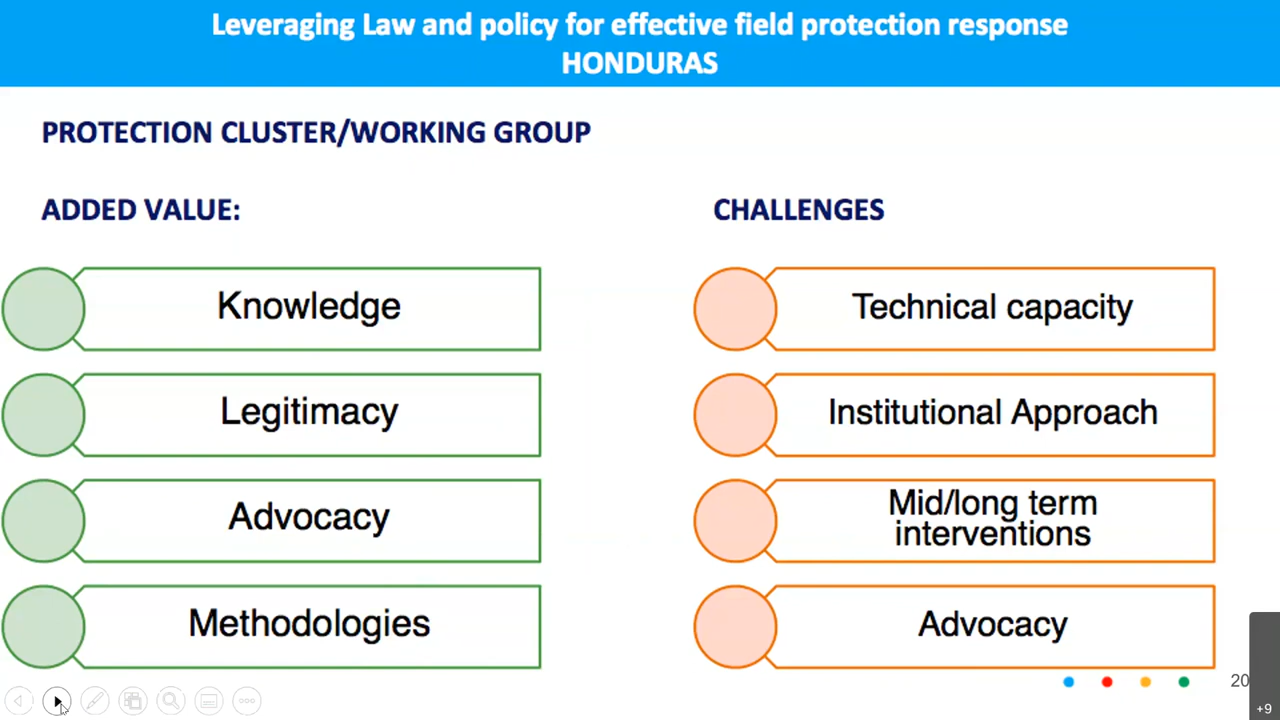 Leveraging Law and policy for effective field protection response
HONDURAS
PROTECTION CLUSTER/WORKING GROUP
ADDED VALUE:
Knowledge
Legitimacy
Advocacy
Methodologies
CHALLENGES
Technical capacity
Institutional Approach
Mid/long term
interventions
Advocacy
20
+9